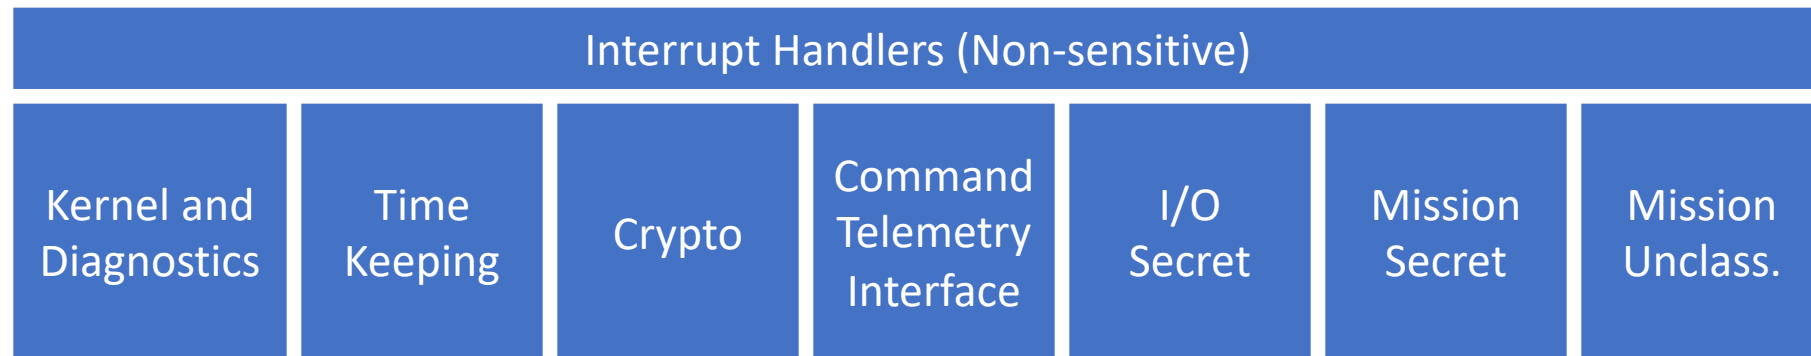 Interrupt Handlers (Non-sensitive)
Kernel and
Diagnostics
Time
Keeping
Crypto
Command
Telemetry
Interface
I/O
Secret
Mission
Secret
Mission
Unclass.